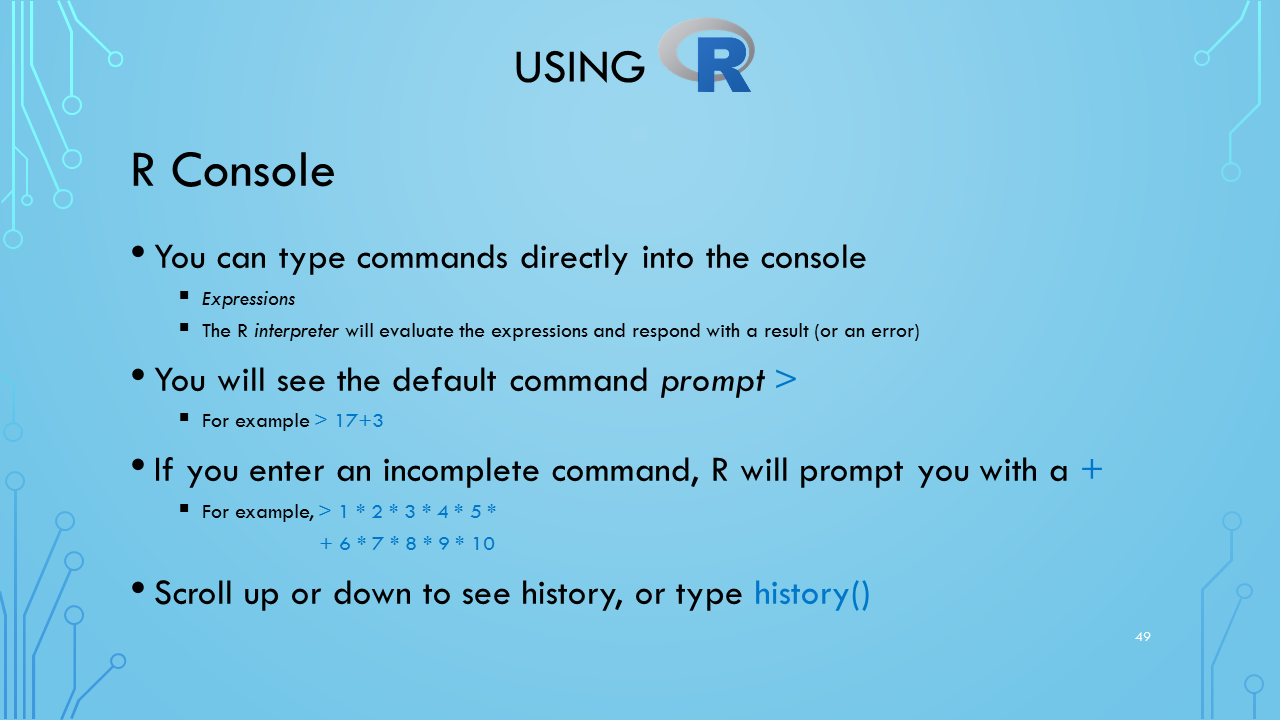 USING R
R Console
• You can type commands directly into the console
▪ Expressions
▪ The R interpreter will evaluate the expressions and respond with a result (or an error)
• You will see the default command prompt >
▪ For example > 17+3
• If you enter an incomplete command, R will prompt you with a +
▪ For example, > 1 * 2 * 3 * 4 * 5 *
+ 6 * 7 * 8 * 9 * 10
• Scroll up or down to see history, or type history()
49